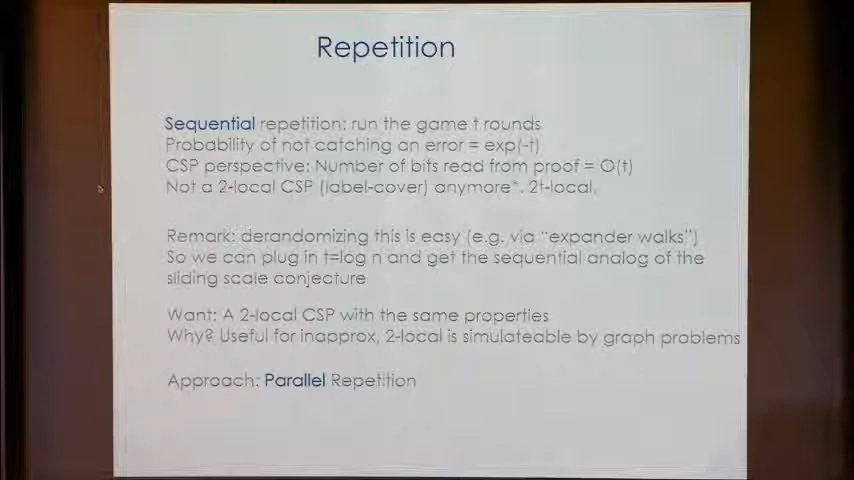 Repetition
Sequential repetition: run the game t rounds
Probability of not catching an error = exp(-t)
CSP perspective: Number of bits read from proof = O(t)
Not a 2-local CSP (label-cover) anymore*. 2t-local.
Remark: derandomizing this is easy (e.g. via "expander walks")
So we can plug in t=log n and get the sequential analog of the
sliding scale conjecture
Want: A 2-local CSP with the same properties
Why? Useful for inapprox, 2-local is simulateable by graph problems
Approach: Parallel Repetition